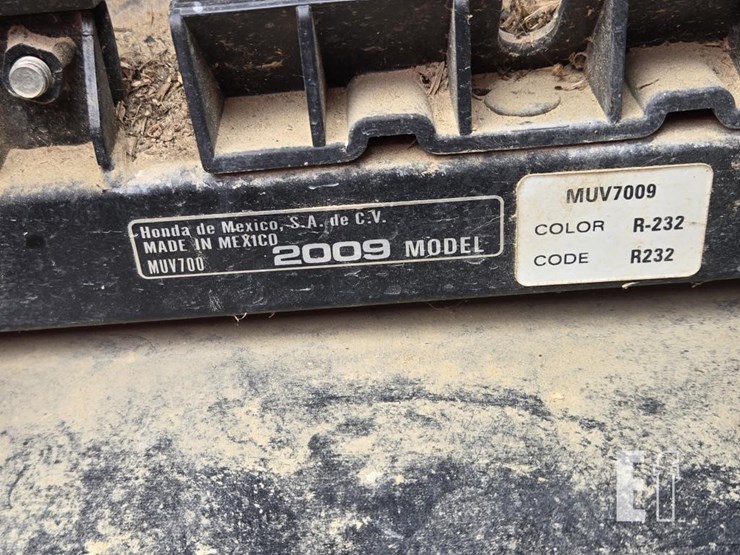 Honda de Mexico, S.A. de C.V.
MADE IN MEXICO
MUV700 2009 MODEL
MUV7009
COLOR R-232
CODE R232